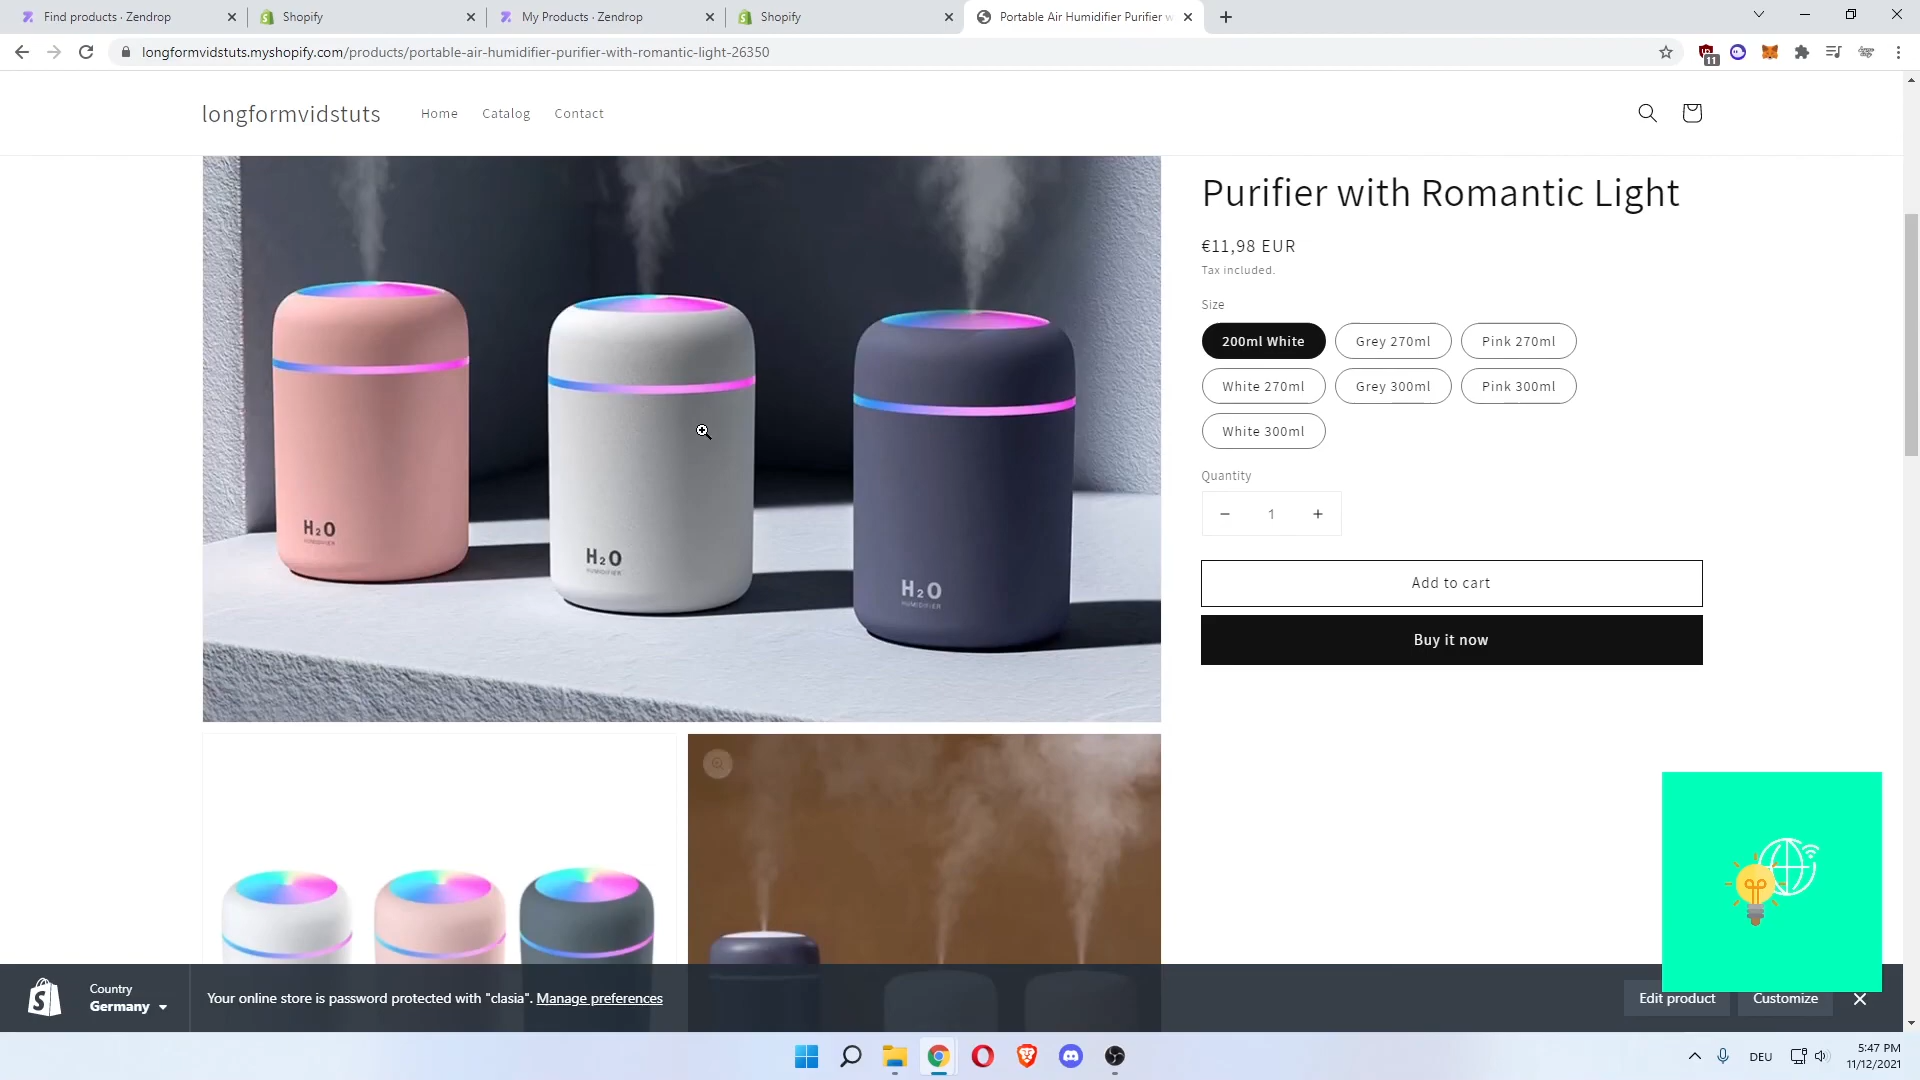 Find products · Zendrop
Shopify
My Products · Zendrop
Shopify
Portable Air Humidifier Purifier w
longformvidstuts.myshopify.com/products/portable-air-humidifier-purifier-with-romantic-light-26350
11
longformvidstuts
Home
Catalog
Contact
Purifier with Romantic Light
€11,98 EUR
Tax included.
Size
200ml White
Grey 270ml
Pink 270ml
White 270ml
Grey 300ml
Pink 300ml
White 300ml
Quantity
1
Add to cart
Buy it now
H₂O
HUMIDIFIER
H₂O
HUMIDIFIER
H₂O
HUMIDIFIER
Country
Germany
Your online store is password protected with "clasia". Manage preferences
Edit product
Customize
DEU
5:47 PM
11/12/2021